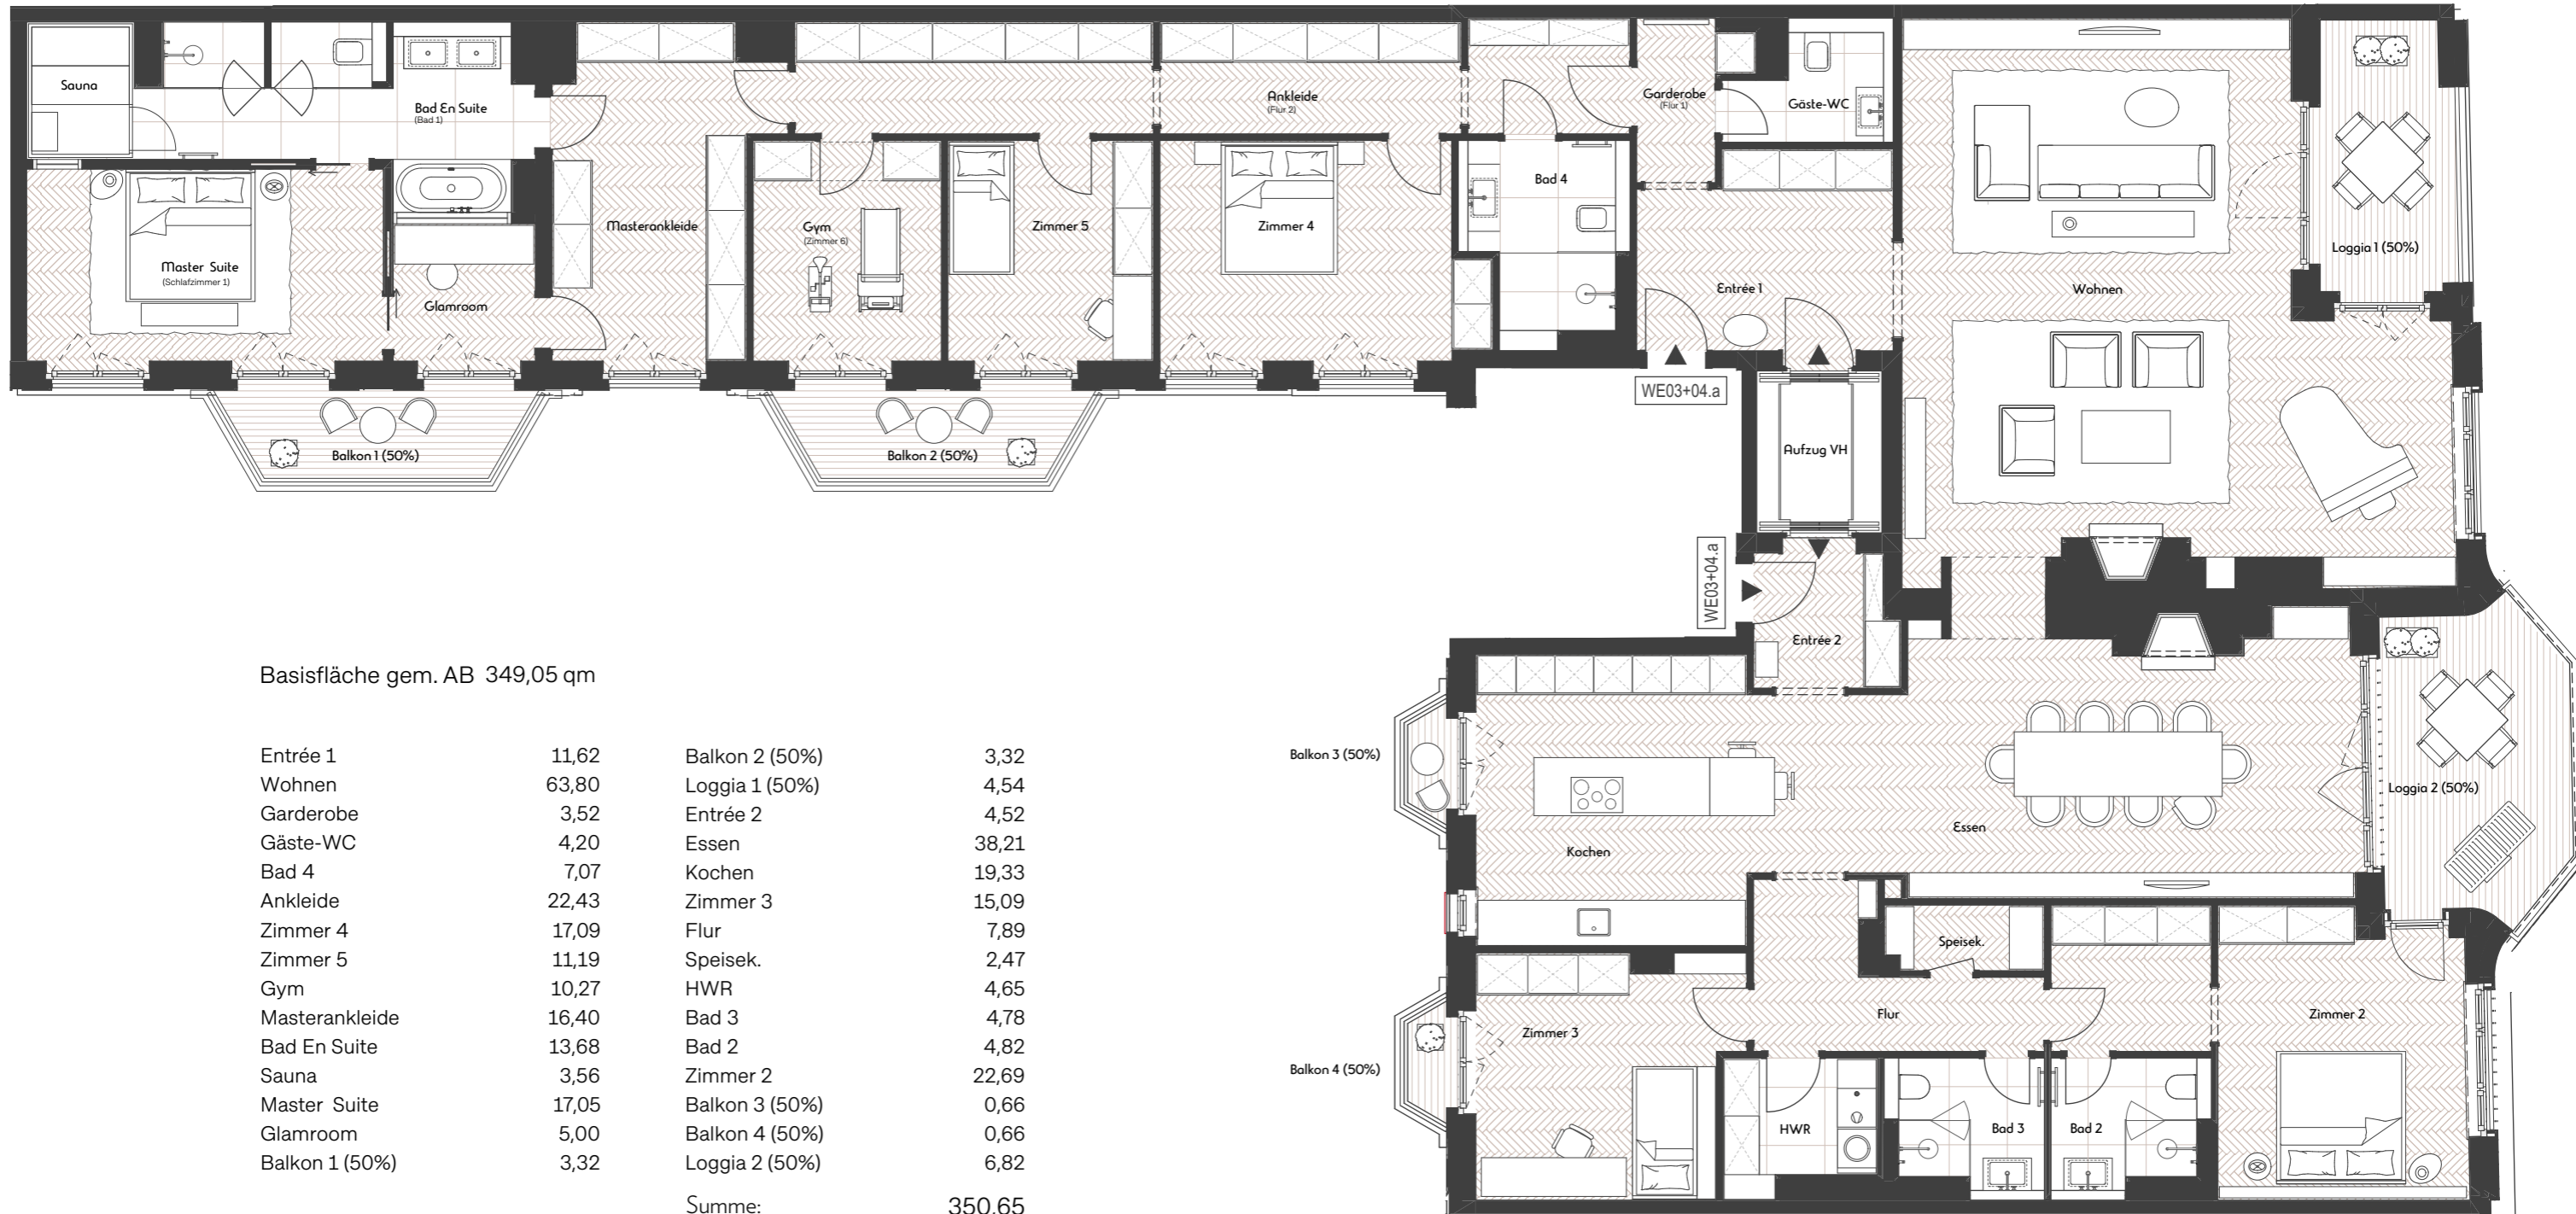 Sauna
Bad En Suite
(Bad 1)
Ankleide
(Flur 2)
Garderobe
(Flur 1)
Gäste-WC
Master Suite
(Schlafzimmer 1)
Glamroom
Masterankleide
Gym
(Zimmer 6)
Zimmer 5
Zimmer 4
Bad 4
Entrée 1
Wohnen
Loggia 1 (50%)
WE03+04.a
Aufzug VH
Balkon 1 (50%)
Balkon 2 (50%)
WE03+04.a
Entrée 2
Balkon 3 (50%)
Kochen
Essen
Loggia 2 (50%)
Speisek.
Flur
Zimmer 3
Zimmer 2
Balkon 4 (50%)
HWR
Bad 3
Bad 2
Basisfläche gem. AB 349,05 qm
Entrée 1 11,62
Wohnen 63,80
Garderobe 3,52
Gäste-WC 4,20
Bad 4 7,07
Ankleide 22,43
Zimmer 4 17,09
Zimmer 5 11,19
Gym 10,27
Masterankleide 16,40
Bad En Suite 13,68
Sauna 3,56
Master Suite 17,05
Glamroom 5,00
Balkon 1 (50%) 3,32
Balkon 2 (50%) 3,32
Loggia 1 (50%) 4,54
Entrée 2 4,52
Essen 38,21
Kochen 19,33
Zimmer 3 15,09
Flur 7,89
Speisek. 2,47
HWR 4,65
Bad 3 4,78
Bad 2 4,82
Zimmer 2 22,69
Balkon 3 (50%) 0,66
Balkon 4 (50%) 0,66
Loggia 2 (50%) 6,82
Summe: 350,65